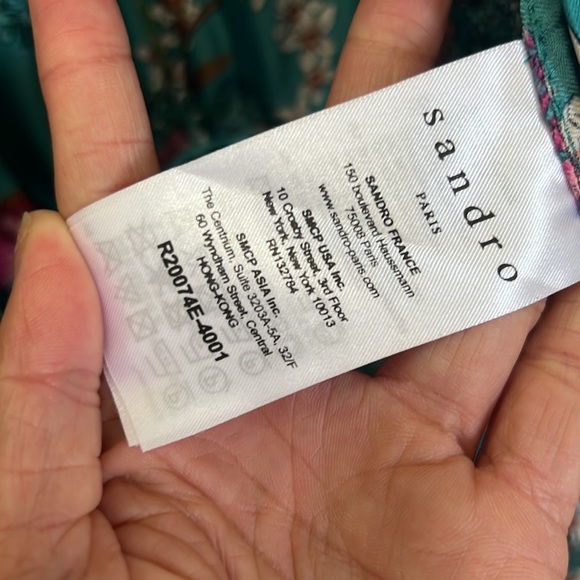 sandro
PARIS
SANDRO FRANCE
150 boulevard Haussmann
75008 Paris
www.sandro-paris.com
SMCP USA Inc.
10 Crosby Street, 3rd Floor
New York, New York 10013
RN132784
SMCP ASIA Inc.
The Centrium, Suite 3203A-5A, 32/F
60 Wyndham Street, Central
HONG-KONG
R20074E-4001